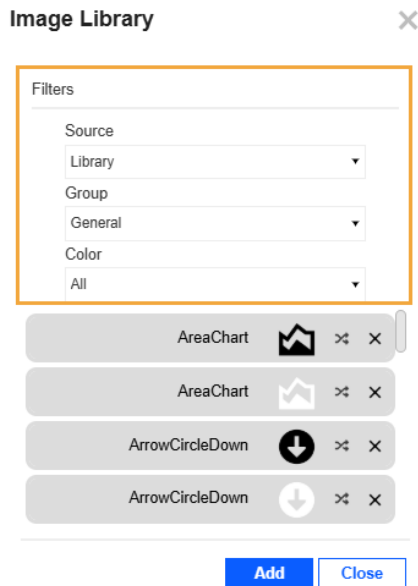 Image Library
Filters
Source
Library
Group
General
Color
All
AreaChart
AreaChart
ArrowCircleDown
ArrowCircleDown
Add Close